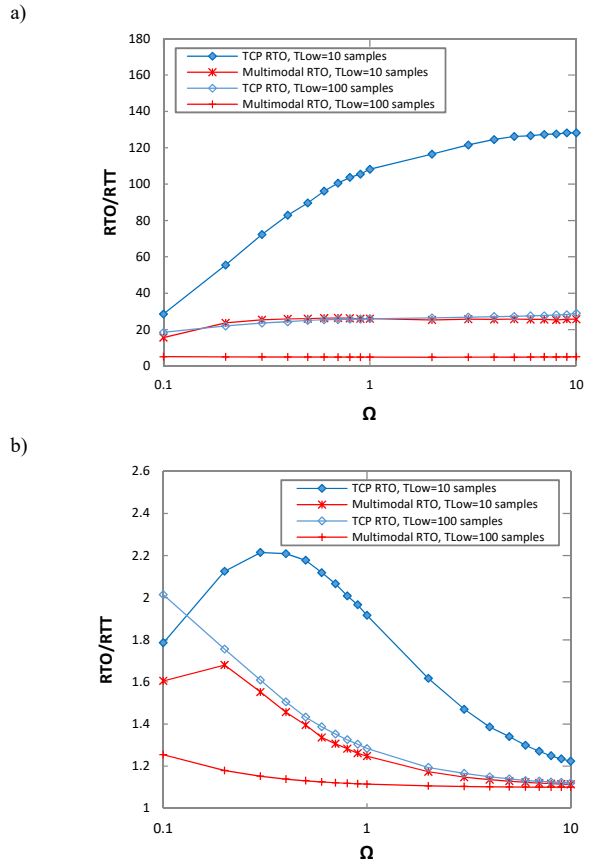 a)
180
160
140
120
100
80
60
40
20
0
RTO/RTT
TCP RTO, TLow=10 samples
Multimodal RTO, TLow=10 samples
TCP RTO, TLow=100 samples
Multimodal RTO, TLow=100 samples
0.1 1 10
Ω
b)
2.6
2.4
2.2
2
1.8
1.6
1.4
1.2
1
RTO/RTT
TCP RTO, TLow=10 samples
Multimodal RTO, TLow=10 samples
TCP RTO, TLow=100 samples
Multimodal RTO, TLow=100 samples
0.1 1 10
Ω